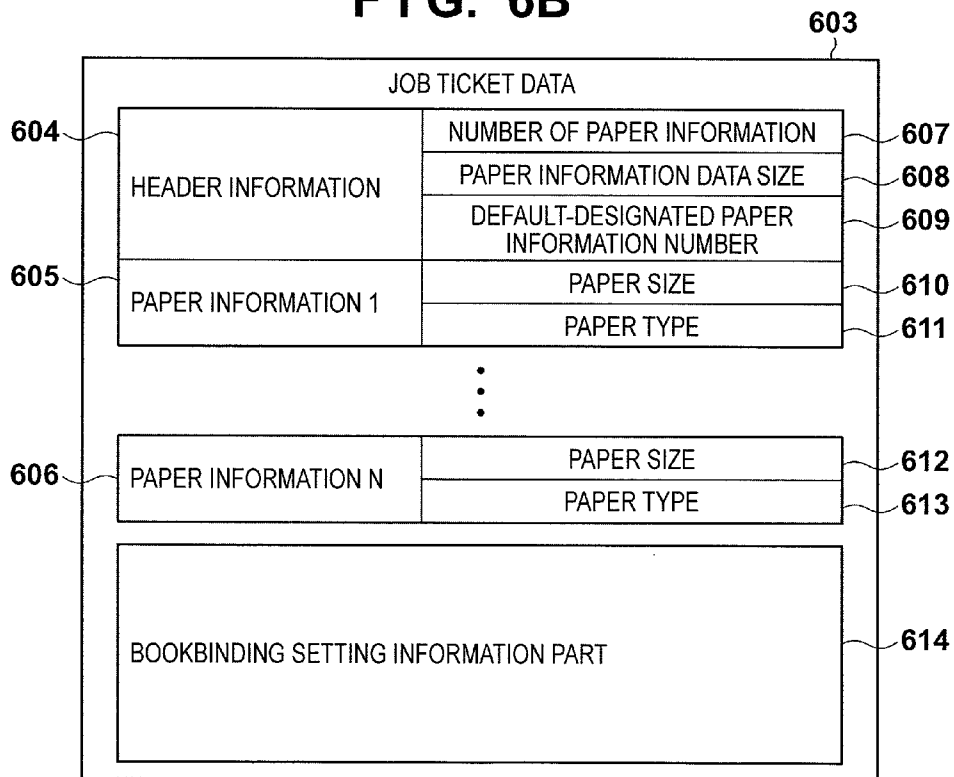 FIG. 6B
603
JOB TICKET DATA
604
HEADER INFORMATION
NUMBER OF PAPER INFORMATION
607
PAPER INFORMATION DATA SIZE
608
DEFAULT-DESIGNATED PAPER
INFORMATION NUMBER
609
605
PAPER INFORMATION 1
PAPER SIZE
610
PAPER TYPE
611
606
PAPER INFORMATION N
PAPER SIZE
612
PAPER TYPE
613
BOOKBINDING SETTING INFORMATION PART
614